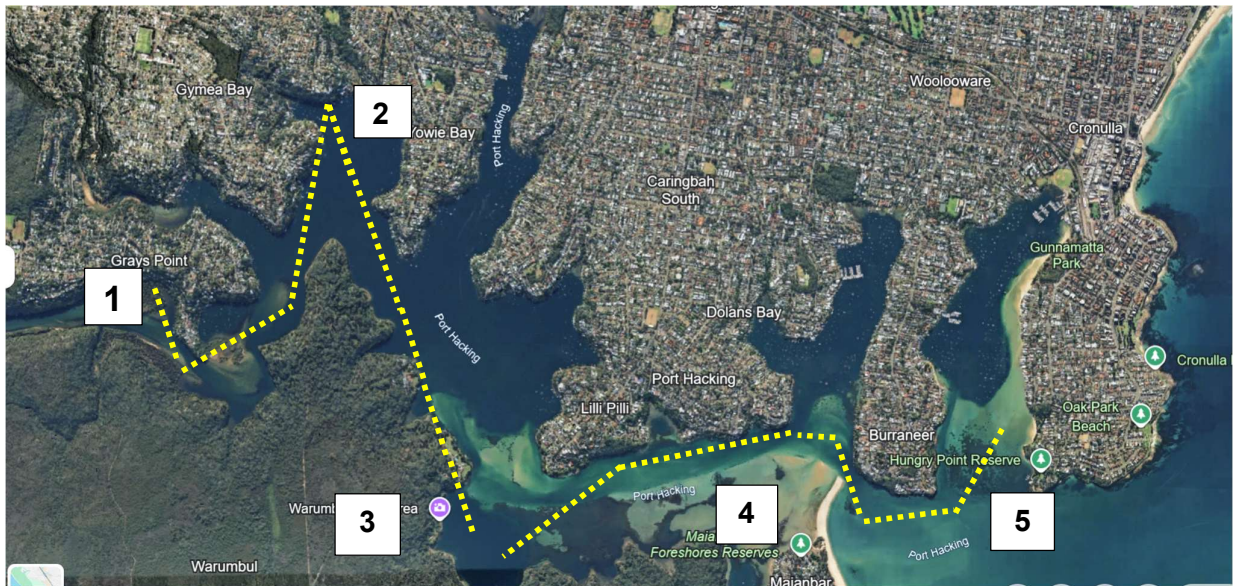 Gymea Bay
2
Yowie Bay
Port Hacking
Woolooware
Cronulla
Caringbah
South
Grays Point
1
Gunnamatta
Park
Dolans Bay
Port Hacking
Cronulla
Port Hacking
Lilli Pilli
Oak Park
Beach
Burraneer
Hungry Point Reserve
Port Hacking
3
4
5
Foreshores Reserves
Port Hacking
Warumbul
Maianbar